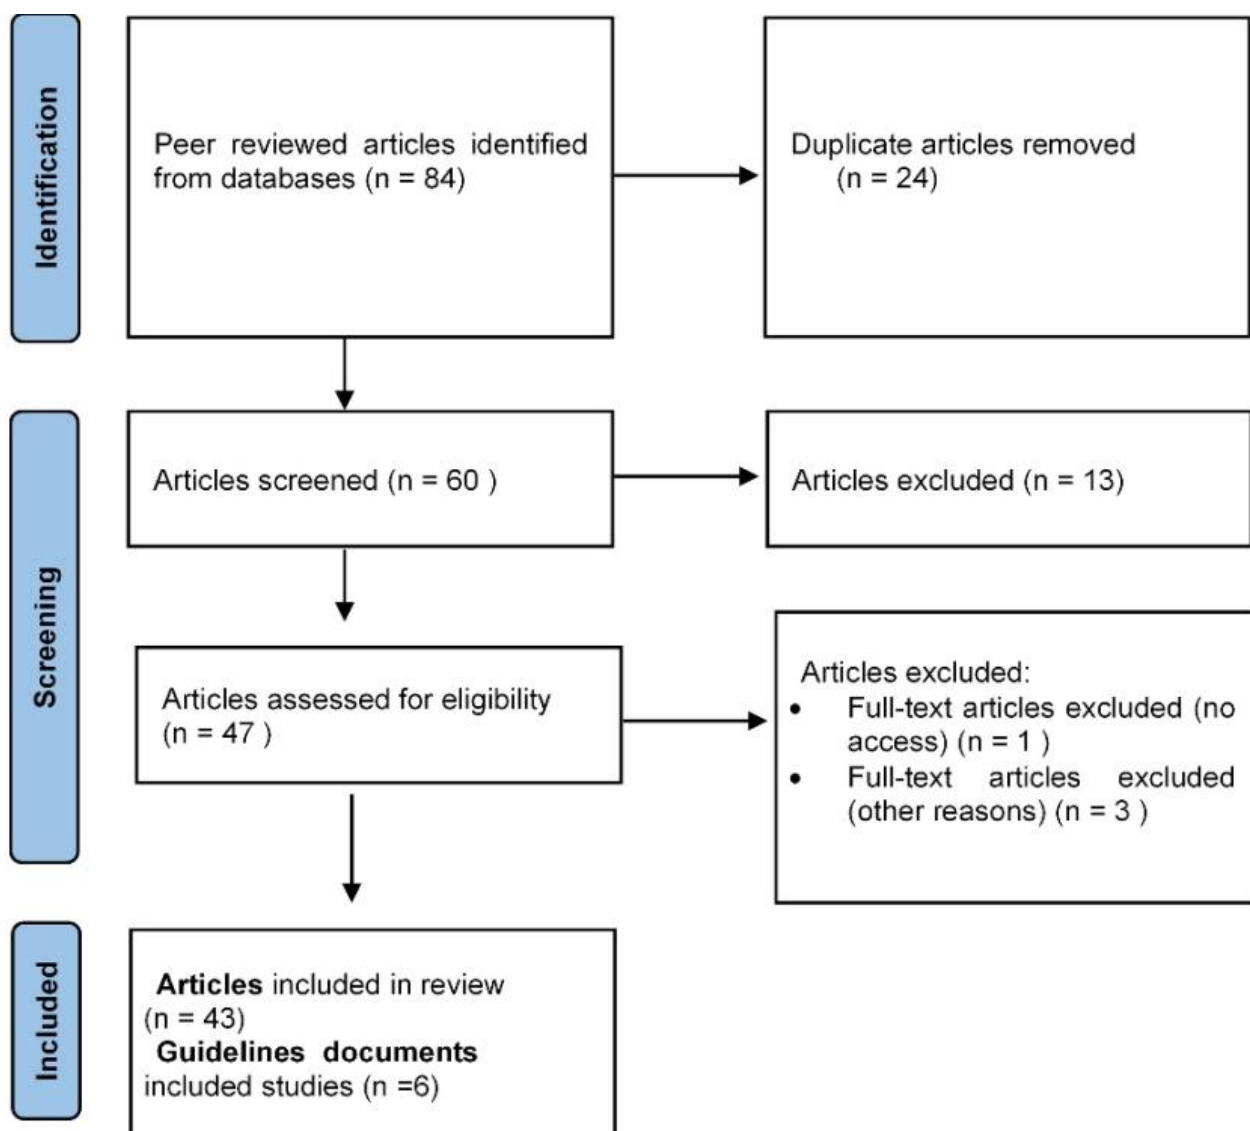 Identification
Peer reviewed articles identified
from databases (n = 84)
Duplicate articles removed
(n = 24)
Screening
Articles screened (n = 60 )
Articles excluded (n = 13)
Articles assessed for eligibility
(n = 47 )
Articles excluded:
• Full-text articles excluded (no
access) (n = 1 )
• Full-text articles excluded
(other reasons) (n = 3 )
Included
Articles included in review
(n = 43)
Guidelines documents
included studies (n =6)